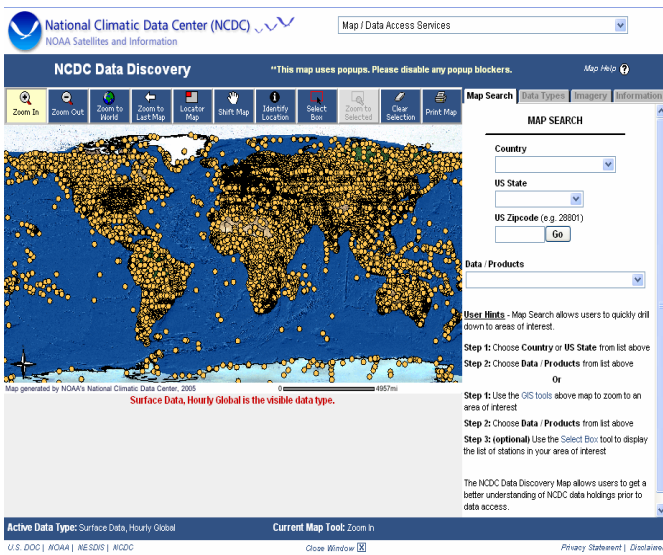 National Climatic Data Center (NCDC)
NOAA Satellites and Information
Map / Data Access Services
NCDC Data Discovery
**This map uses popups. Please disable any popup blockers.
Map Help
Zoom In
Zoom Out
Zoom to World
Zoom to Last Map
Locator Map
Shift Map
Identify Location
Select Box
Zoom to Selected
Clear Selection
Print Map
Map Search
Data Types
Imagery
Information
MAP SEARCH
Country
US State
US Zipcode (e.g. 28801)
Go
Data / Products
User Hints - Map Search allows users to quickly drill
down to areas of interest.
Step 1: Choose Country or US State from list above
Step 2: Choose Data / Products from list above
Or
Step 1: Use the GIS tools above map to zoom to an
area of interest
Step 2: Choose Data / Products from list above
Step 3: (optional) Use the Select Box tool to display
the list of stations in your area of interest
The NCDC Data Discovery Map allows users to get a
better understanding of NCDC data holdings prior to
data access.
Map generated by NOAA's National Climatic Data Center, 2005
0 4957mi
Surface Data, Hourly Global is the visible data type.
Active Data Type: Surface Data, Hourly Global
Current Map Tool: Zoom In
U.S. DOC | NOAA | NESDIS | NCDC
Close Window X
Privacy Statement | Disclaime